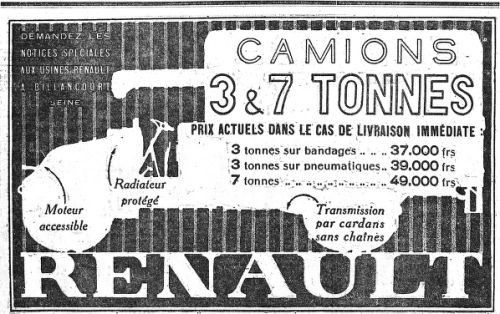 DEMANDEZ LES
NOTICES SPÉCIALES
AUX USINES RENAULT
A BILLANCOURT
SEINE
CAMIONS
3 & 7 TONNES
PRIX ACTUELS DANS LE CAS DE LIVRAISON IMMÉDIATE :
3 tonnes sur bandages .. .. .. 37.000 frs
3 tonnes sur pneumatiques.. 39.000 frs
7 tonnes .. .. .. .. .. .. .. 49.000 frs
Radiateur
protégé
Moteur
accessible
Transmission
par cardans
sans chaînes
RENAULT